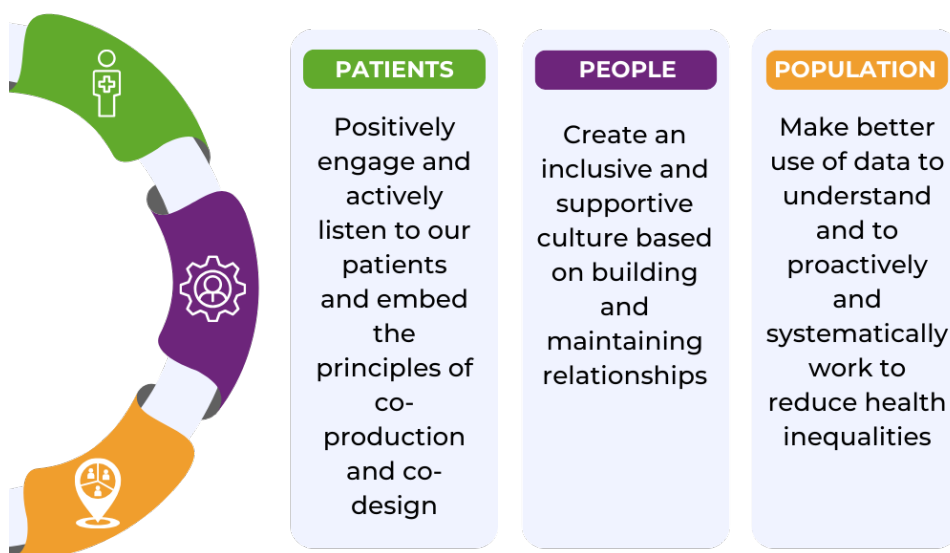 PATIENTS
Positively
engage and
actively
listen to our
patients
and embed
the
principles of
co-
production
and co-
design
PEOPLE
Create an
inclusive and
supportive
culture based
on building
and
maintaining
relationships
POPULATION
Make better
use of data to
understand
and to
proactively
and
systematically
work to
reduce health
inequalities